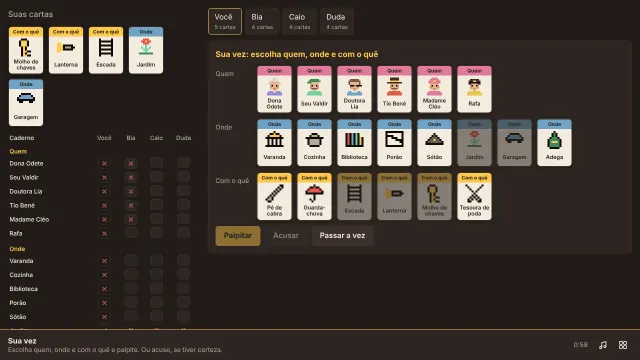 Suas cartas
Com o quê
Molho de chaves
Com o quê
Lanterna
Com o quê
Escada
Onde
Jardim
Onde
Garagem
Caderno Você Bia Caio Duda
Quem
Dona Odete
Seu Valdir
Doutora Lia
Tio Bené
Madame Cléo
Rafa
Onde
Varanda
Cozinha
Biblioteca
Porão
Sótão
Você
5 cartas
Bia
4 cartas
Caio
4 cartas
Duda
4 cartas
Sua vez: escolha quem, onde e com o quê
Quem
Quem
Dona Odete
Quem
Seu Valdir
Quem
Doutora Lia
Quem
Tio Bené
Quem
Madame Cléo
Quem
Rafa
Onde
Onde
Varanda
Onde
Cozinha
Onde
Biblioteca
Onde
Porão
Onde
Sótão
Onde
Jardim
Onde
Garagem
Onde
Adega
Com o quê
Com o quê
Pé de cabra
Com o quê
Guarda-chuva
Com o quê
Escada
Com o quê
Lanterna
Com o quê
Molho de chaves
Com o quê
Tesoura de poda
Palpitar
Acusar
Passar a vez
Sua vez
Escolha quem, onde e com o quê e palpite. Ou acuse, se tiver certeza.
0:58